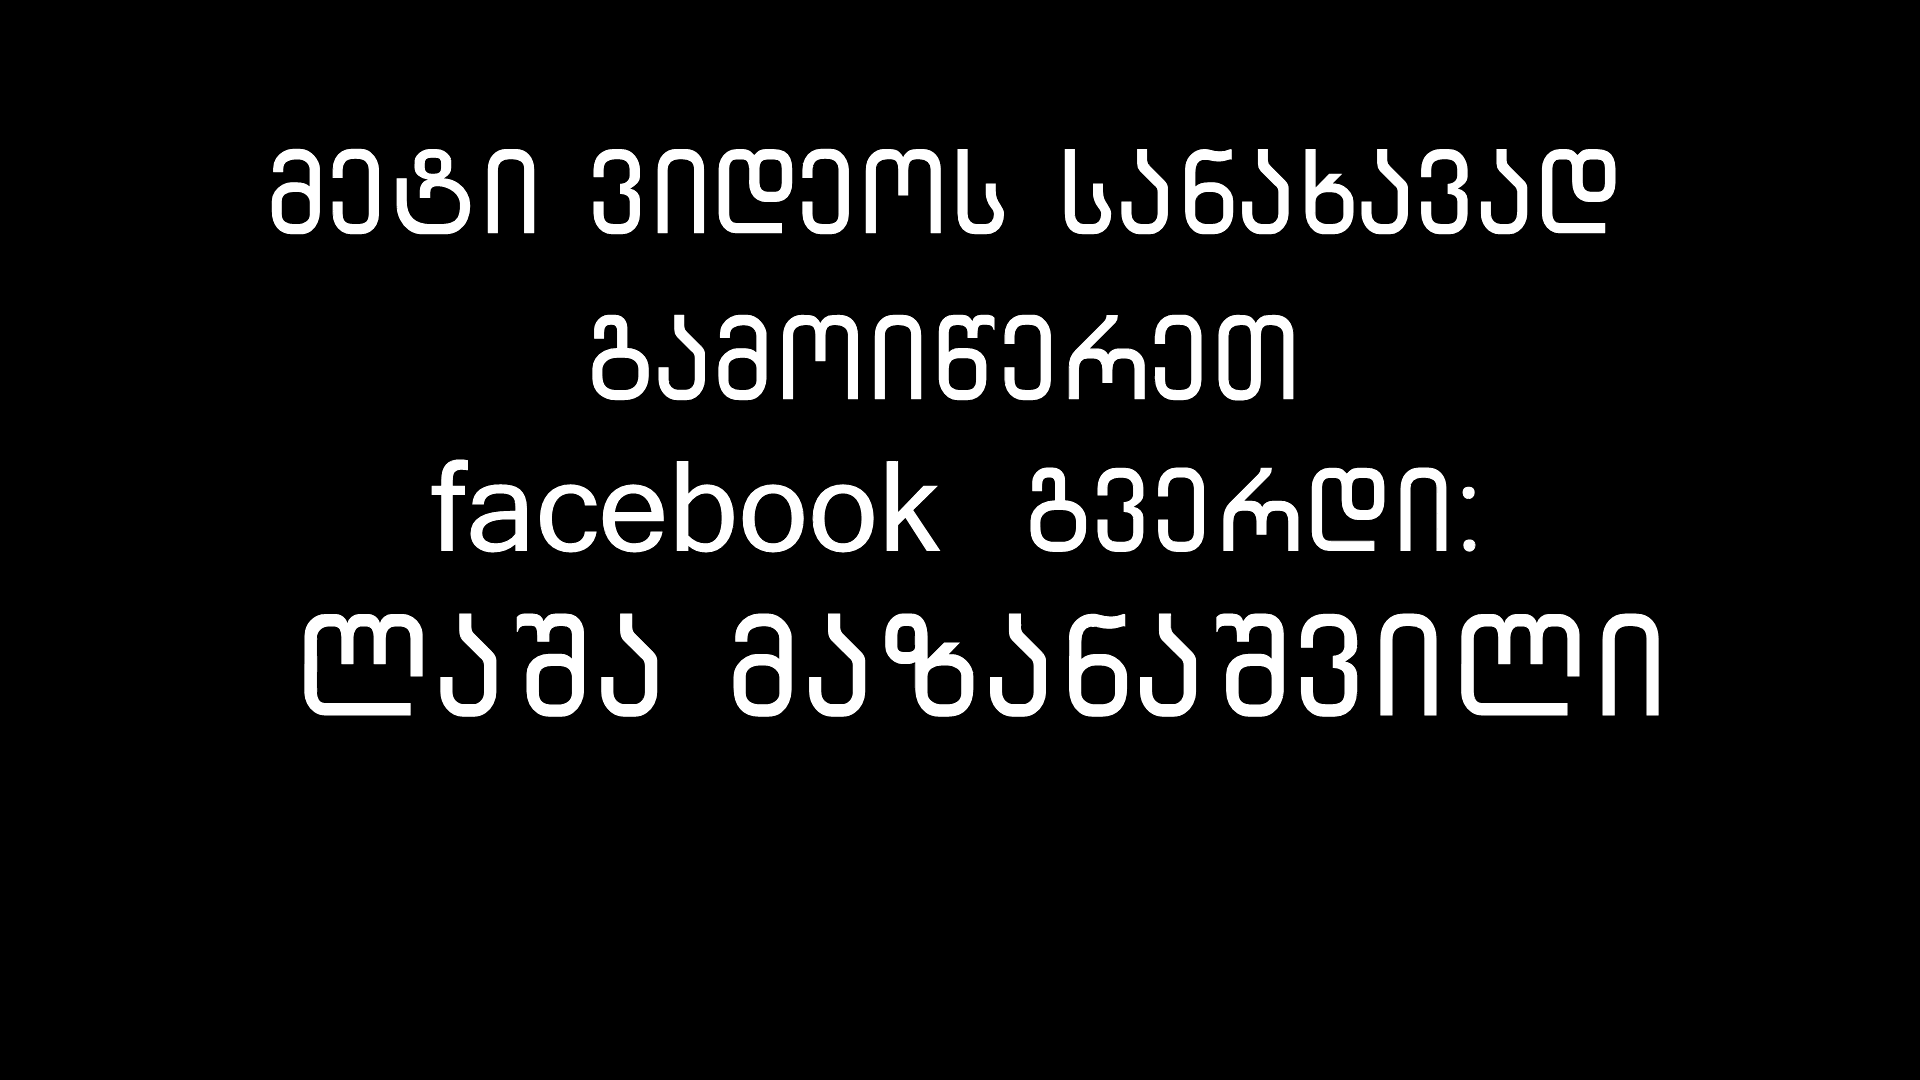 მეტი ვიდეოს სანახავად
გამოიწერეთ
facebook გვერდი:
ლაშა მაზანაშვილი